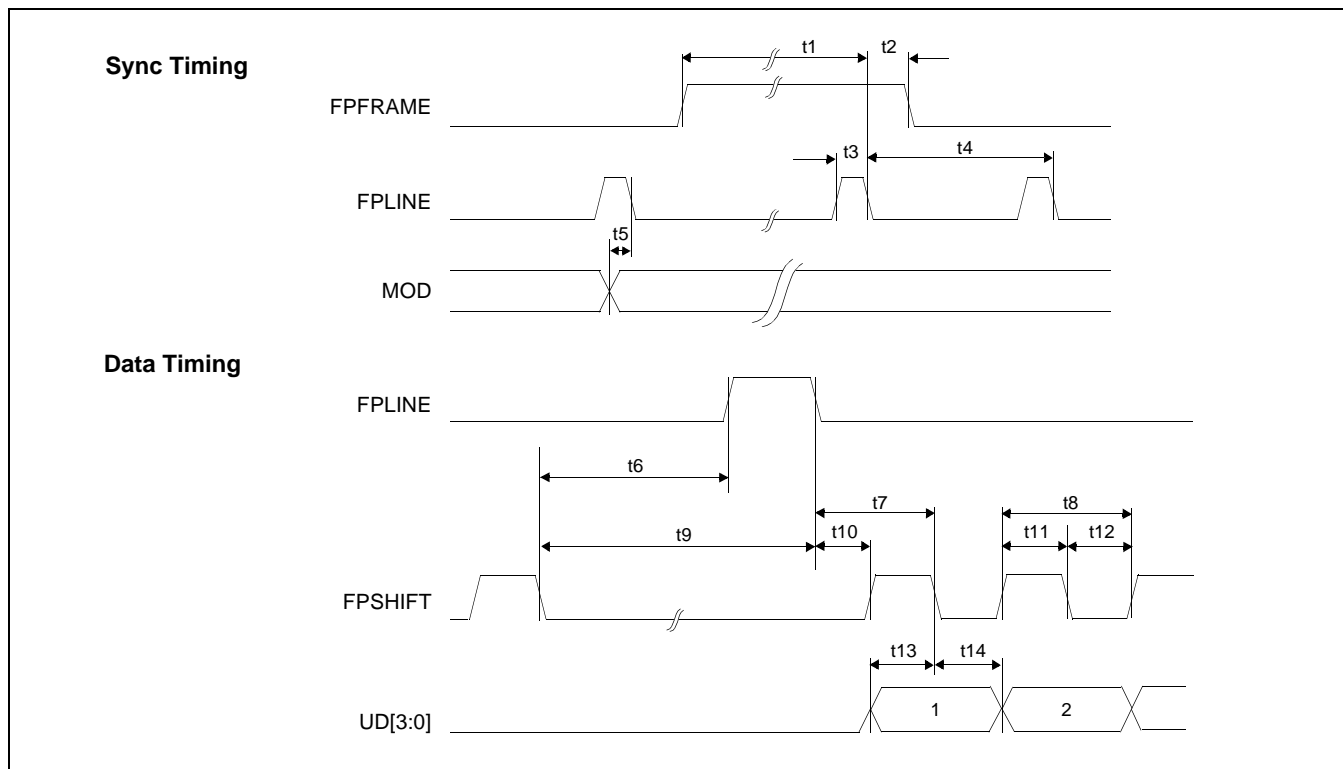 Sync Timing
t1
t2
FPFRAME
t3
t4
FPLINE
t5
MOD
Data Timing
FPLINE
t6
t7
t8
t9
t10
t11
t12
FPSHIFT
t13
t14
UD[3:0]
1
2